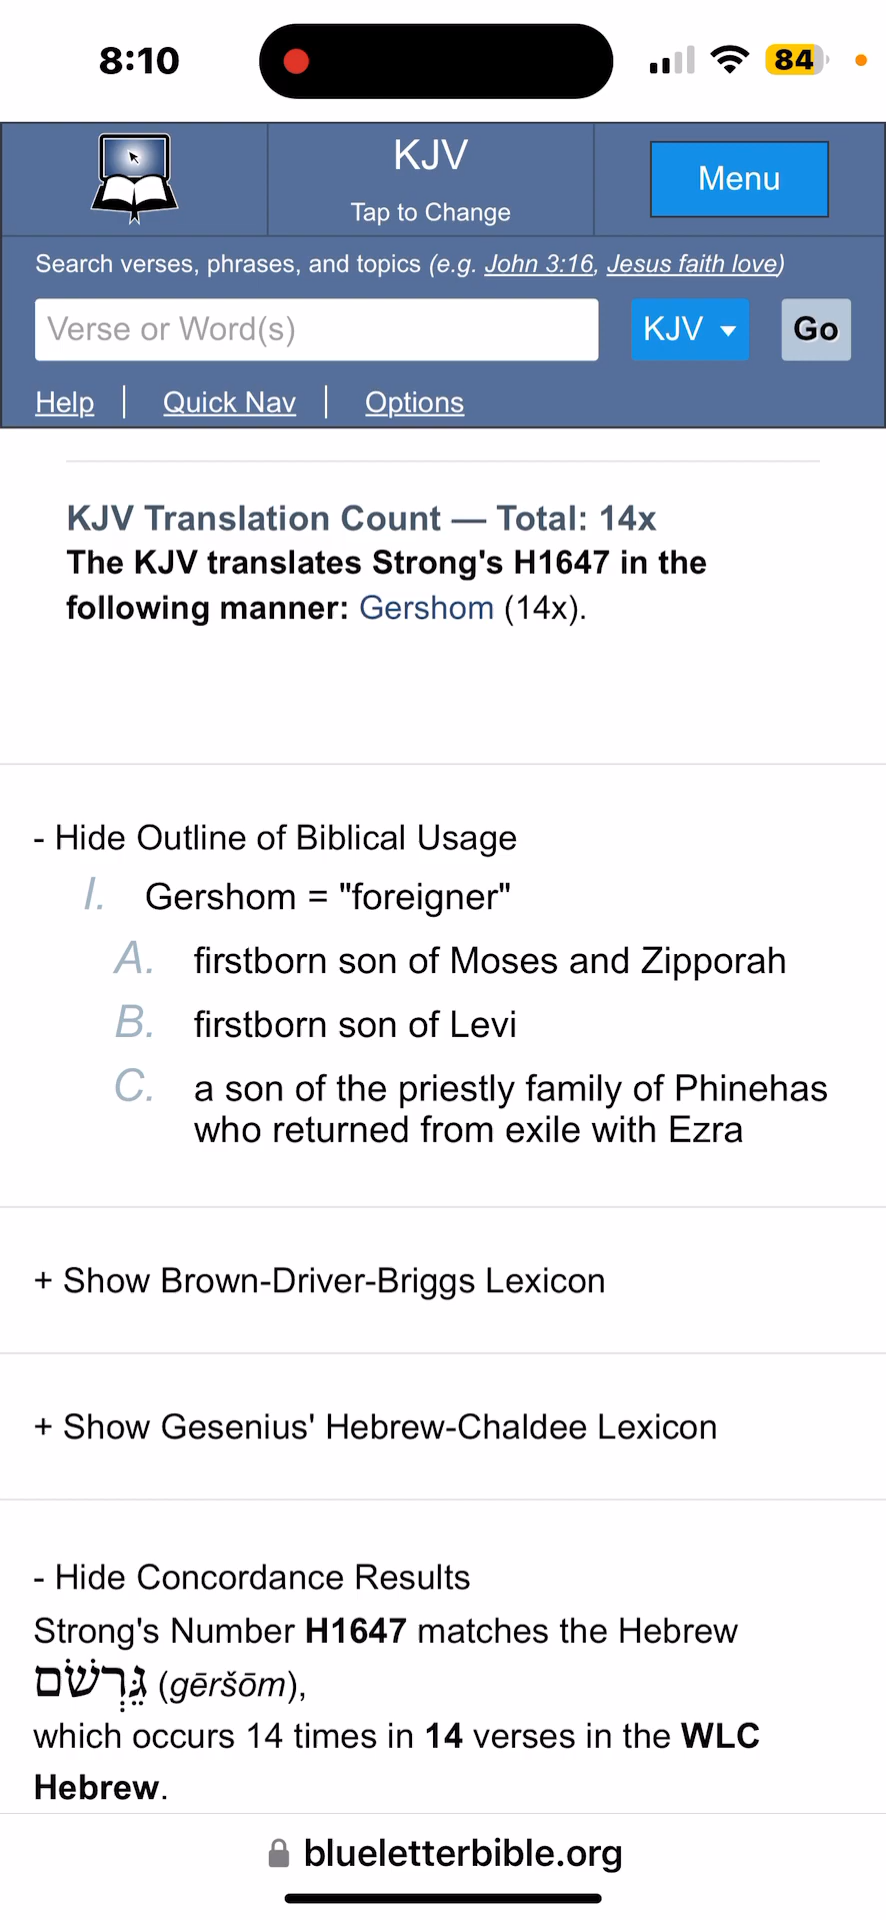 8:10
84
KJV
Tap to Change
Menu
Search verses, phrases, and topics (e.g. John 3:16, Jesus faith love)
Verse or Word(s)
KJV
Go
Help | Quick Nav | Options
KJV Translation Count — Total: 14x
The KJV translates Strong's H1647 in the
following manner: Gershom (14x).
- Hide Outline of Biblical Usage
I. Gershom = "foreigner"
A. firstborn son of Moses and Zipporah
B. firstborn son of Levi
C. a son of the priestly family of Phinehas
who returned from exile with Ezra
+ Show Brown-Driver-Briggs Lexicon
+ Show Gesenius' Hebrew-Chaldee Lexicon
- Hide Concordance Results
Strong's Number H1647 matches the Hebrew
גֵּרְשֹׁם (gēršōm),
which occurs 14 times in 14 verses in the WLC
Hebrew.
blueletterbible.org